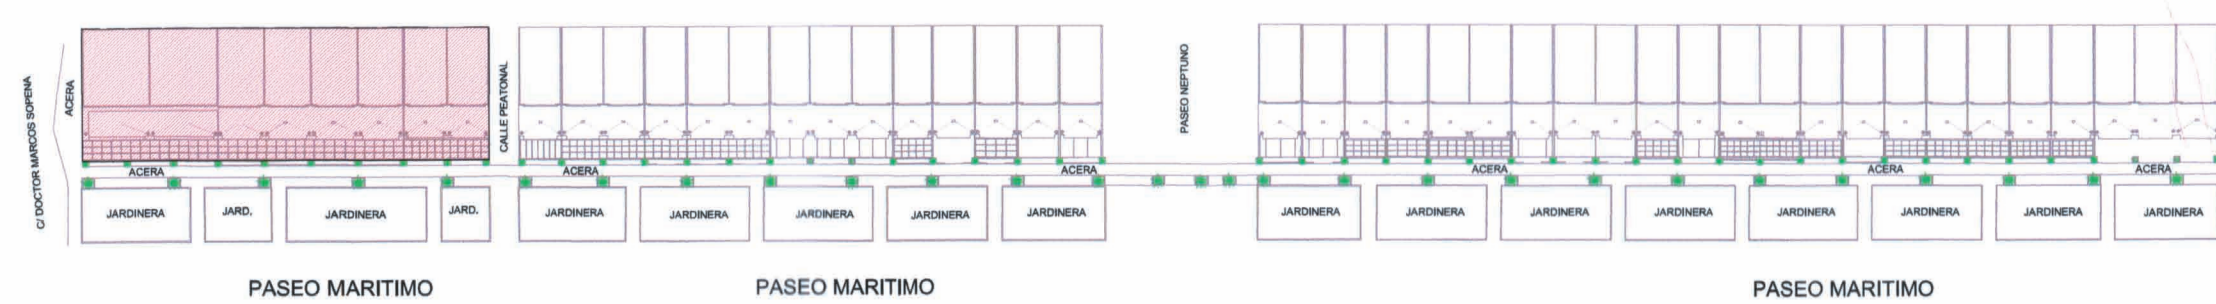 C/ DOCTOR MARCOS SOPENA
ACERA
CALLE PEATONAL
PASEO NEPTUNO
ACERA
ACERA
ACERA
ACERA
ACERA
ACERA
JARDINERA
JARD.
JARDINERA
JARD.
JARDINERA
JARDINERA
JARDINERA
JARDINERA
JARDINERA
JARDINERA
JARDINERA
JARDINERA
JARDINERA
JARDINERA
JARDINERA
JARDINERA
JARDINERA
PASEO MARITIMO
PASEO MARITIMO
PASEO MARITIMO